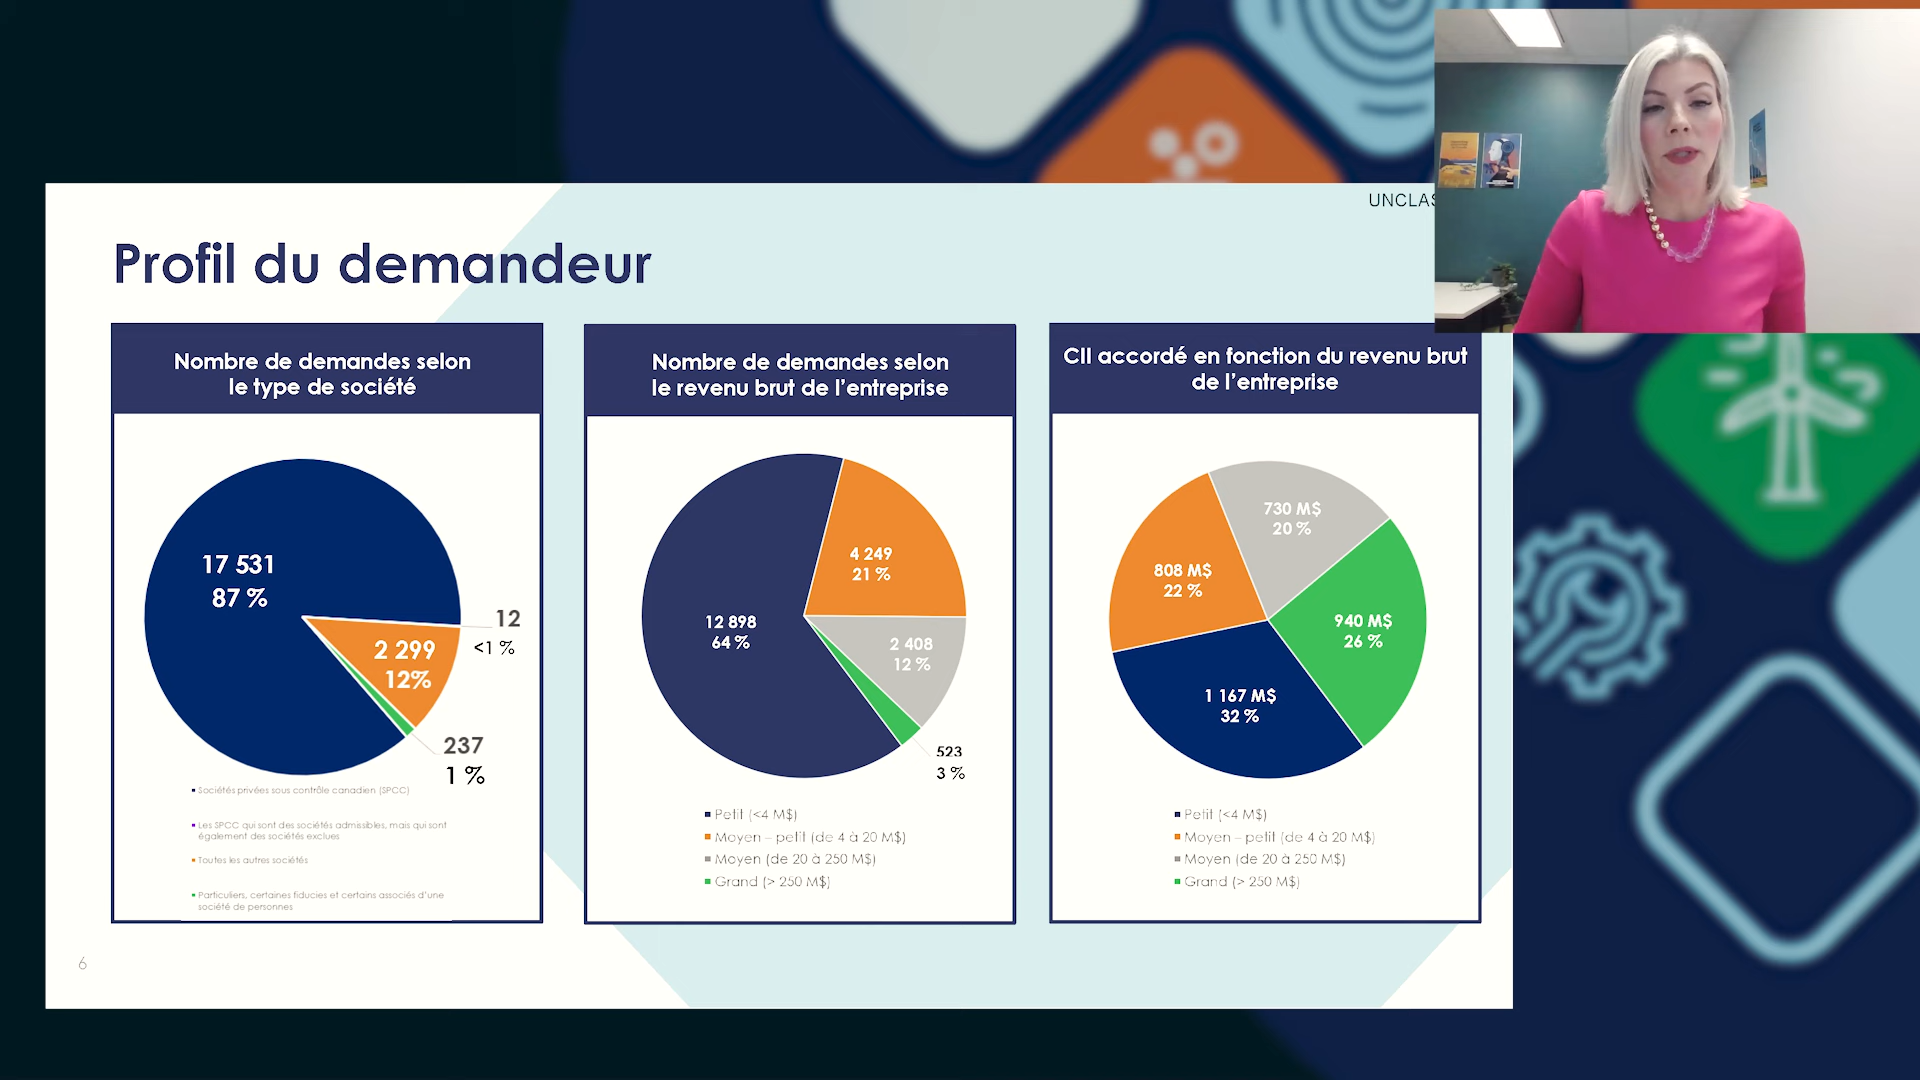 UNCLAS
Profil du demandeur
Nombre de demandes selon
le type de société
17 531
87 %
12
<1 %
2 299
12%
237
1 %
Sociétés privées sous contrôle canadien (SPCC)
Les SPCC qui sont des sociétés admissibles, mais qui sont
également des sociétés exclues
Toutes les autres sociétés
Particuliers, certaines fiducies et certains associés d'une
société de personnes
Nombre de demandes selon
le revenu brut de l'entreprise
4 249
21 %
12 898
64 %
2 408
12 %
523
3 %
Petit (<4 M$)
Moyen – petit (de 4 à 20 M$)
Moyen (de 20 à 250 M$)
Grand (> 250 M$)
CII accordé en fonction du revenu brut
de l'entreprise
730 M$
20 %
808 M$
22 %
940 M$
26 %
1 167 M$
32 %
Petit (<4 M$)
Moyen – petit (de 4 à 20 M$)
Moyen (de 20 à 250 M$)
Grand (> 250 M$)
6